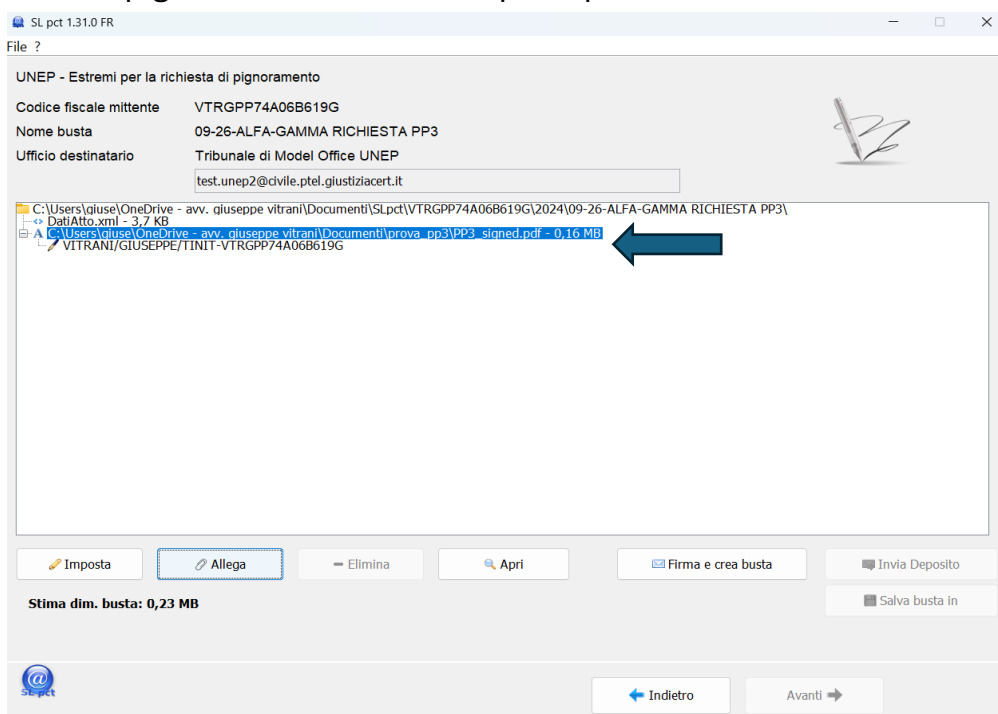 SL pct 1.31.0 FR
File ?
UNEP - Estremi per la richiesta di pignoramento
Codice fiscale mittente VTRGPP74A06B619G
Nome busta 09-26-ALFA-GAMMA RICHIESTA PP3
Ufficio destinatario Tribunale di Model Office UNEP
test.unep2@civile.ptel.giustiziacert.it
C:\Users\giuse\OneDrive - avv. giuseppe vitrani\Documenti\SLpct\VTRGPP74A06B619G\2024\09-26-ALFA-GAMMA RICHIESTA PP3\
DatiAtto.xml - 3,7 KB
A C:\Users\giuse\OneDrive - avv. giuseppe vitrani\Documenti\prova_pp3\PP3_signed.pdf - 0,16 MB
VITRANI/GIUSEPPE/TINIT-VTRGPP74A06B619G
Imposta Allega Elimina Apri Firma e crea busta Invia Deposito
Stima dim. busta: 0,23 MB Salva busta in
@
SL pct
Indietro Avanti